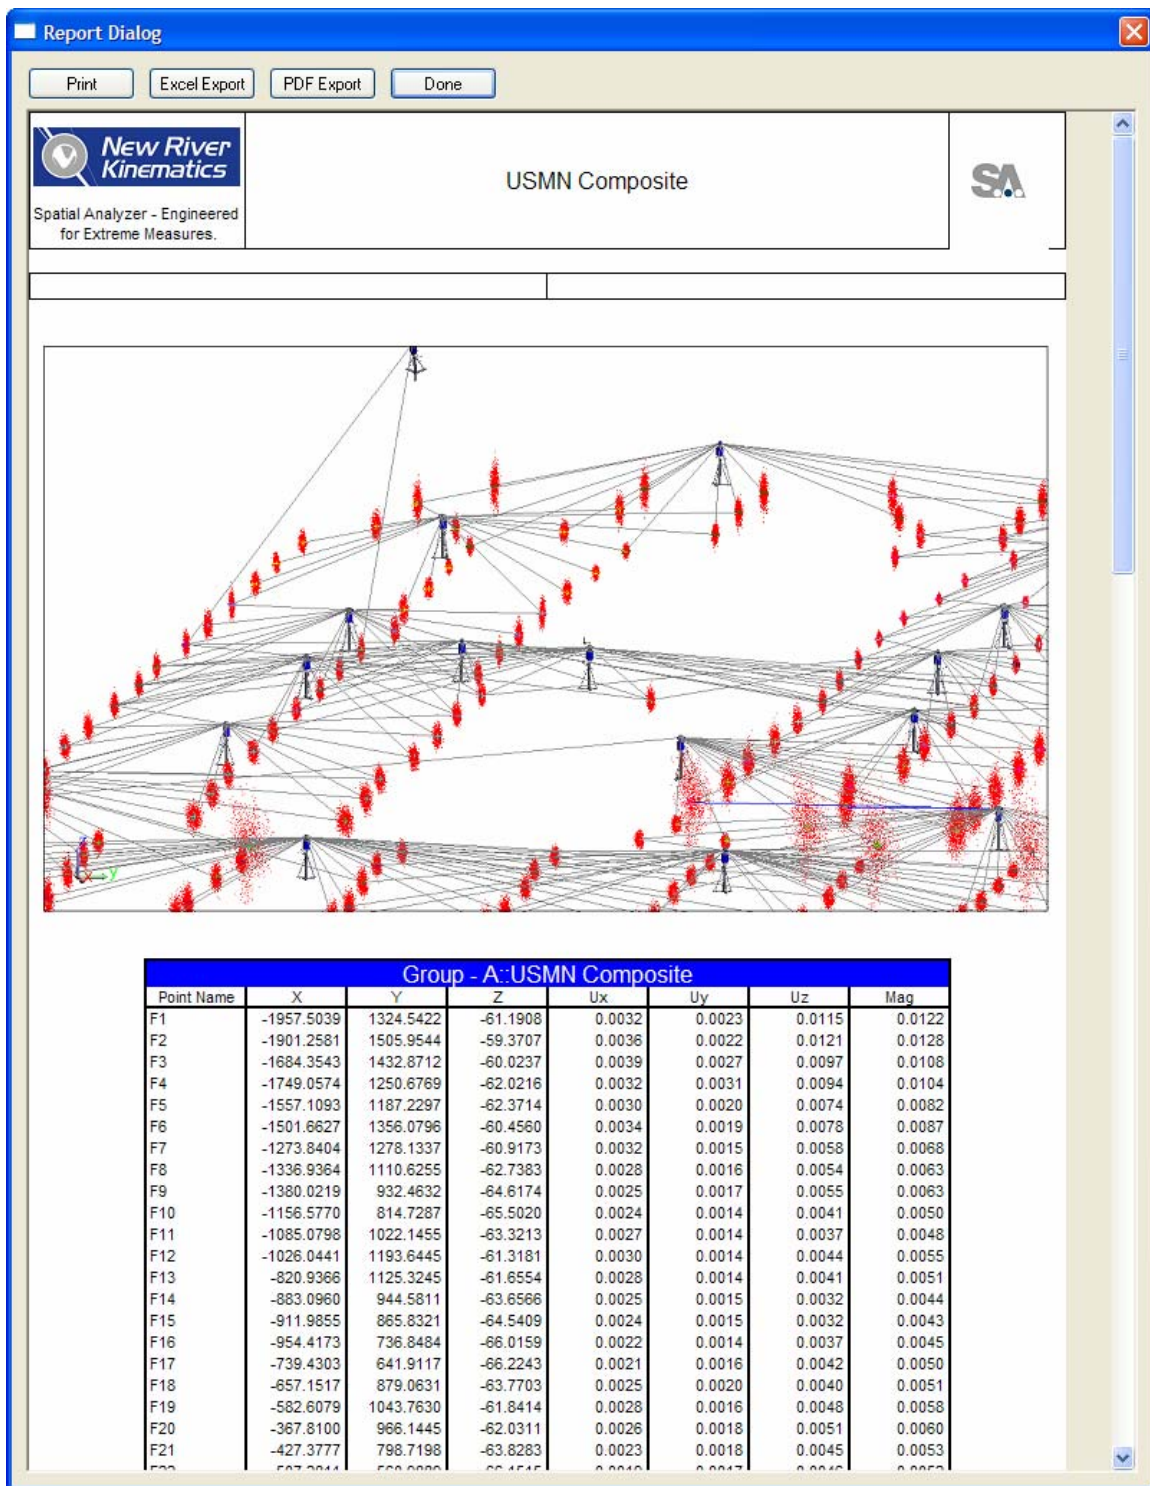 Report Dialog
Print Excel Export PDF Export Done
New River
Kinematics
Spatial Analyzer - Engineered
for Extreme Measures.
USMN Composite
SA
Y
Group - A::USMN Composite
Point Name X Y Z Ux Uy Uz Mag
F1 -1957.5039 1324.5422 -61.1908 0.0032 0.0023 0.0115 0.0122
F2 -1901.2581 1505.9544 -59.3707 0.0036 0.0022 0.0121 0.0128
F3 -1684.3543 1432.8712 -60.0237 0.0039 0.0027 0.0097 0.0108
F4 -1749.0574 1250.6769 -62.0216 0.0032 0.0031 0.0094 0.0104
F5 -1557.1093 1187.2297 -62.3714 0.0030 0.0020 0.0074 0.0082
F6 -1501.6627 1356.0796 -60.4560 0.0034 0.0019 0.0078 0.0087
F7 -1273.8404 1278.1337 -60.9173 0.0032 0.0015 0.0058 0.0068
F8 -1336.9364 1110.6255 -62.7383 0.0028 0.0016 0.0054 0.0063
F9 -1380.0219 932.4632 -64.6174 0.0025 0.0017 0.0055 0.0063
F10 -1156.5770 814.7287 -65.5020 0.0024 0.0014 0.0041 0.0050
F11 -1085.0798 1022.1455 -63.3213 0.0027 0.0014 0.0037 0.0048
F12 -1026.0441 1193.6445 -61.3181 0.0030 0.0014 0.0044 0.0055
F13 -820.9366 1125.3245 -61.6554 0.0028 0.0014 0.0041 0.0051
F14 -883.0960 944.5811 -63.6566 0.0025 0.0015 0.0032 0.0044
F15 -911.9855 865.8321 -64.5409 0.0024 0.0015 0.0032 0.0043
F16 -954.4173 736.8484 -66.0159 0.0022 0.0014 0.0037 0.0045
F17 -739.4303 641.9117 -66.2243 0.0021 0.0016 0.0042 0.0050
F18 -657.1517 879.0631 -63.7703 0.0025 0.0020 0.0040 0.0051
F19 -582.6079 1043.7630 -61.8414 0.0028 0.0016 0.0048 0.0058
F20 -367.8100 966.1445 -62.0311 0.0026 0.0018 0.0051 0.0060
F21 -427.3777 798.7198 -63.8283 0.0023 0.0018 0.0045 0.0053